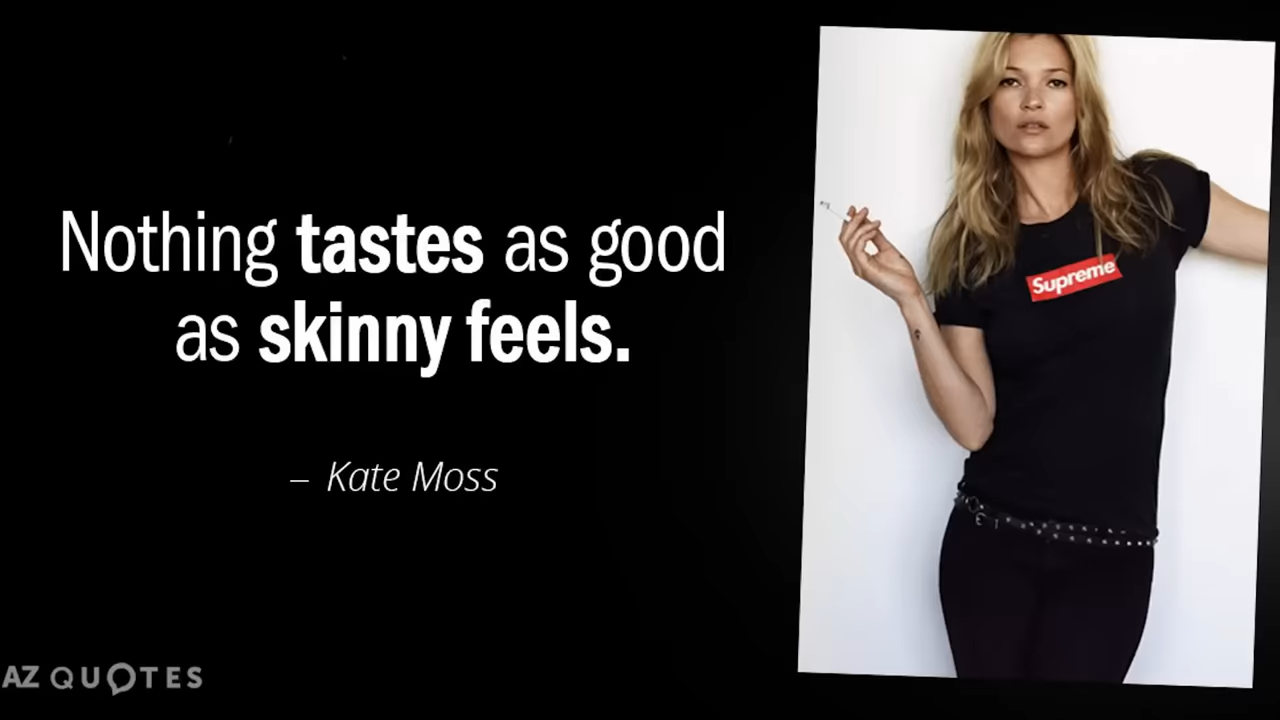 Nothing tastes as good
as skinny feels.
– Kate Moss
Supreme
AZ QUOTES